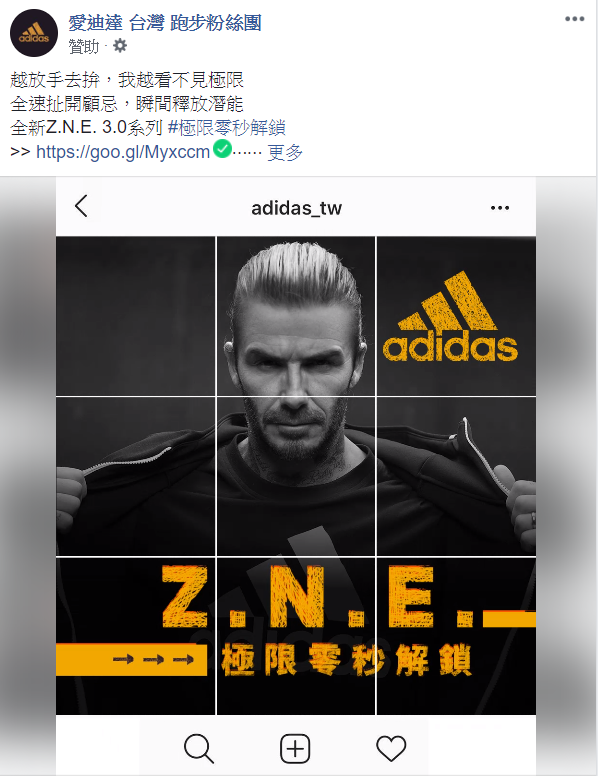 愛迪達 台灣 跑步粉絲團
贊助
adidas
越放手去拚，我越看不見極限
全速扯開顧忌，瞬間釋放潛能
全新Z.N.E. 3.0系列 #極限零秒解鎖
>> https://goo.gl/Myxccm ⋯⋯ 更多
adidas_tw
adidas
adidas
Z.N.E.
極限零秒解鎖